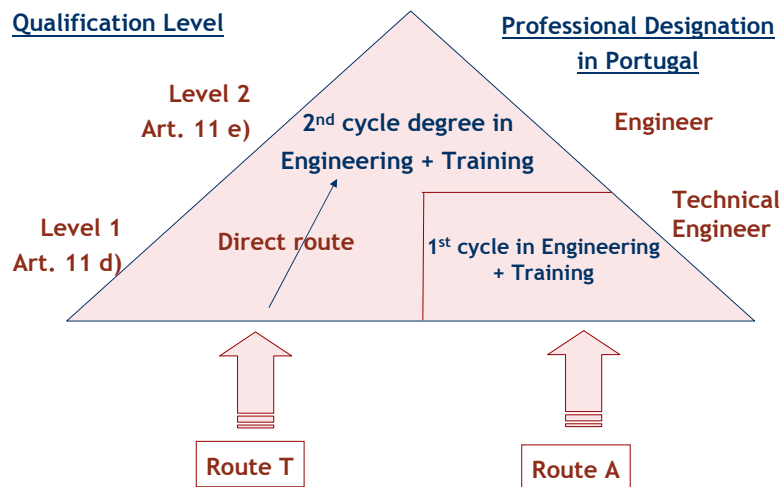 Qualification Level
Professional Designation
in Portugal
Level 2
Art. 11 e)
2nd cycle degree in
Engineering + Training
Engineer
Level 1
Art. 11 d)
Direct route
1st cycle in Engineering
+ Training
Technical
Engineer
Route T
Route A